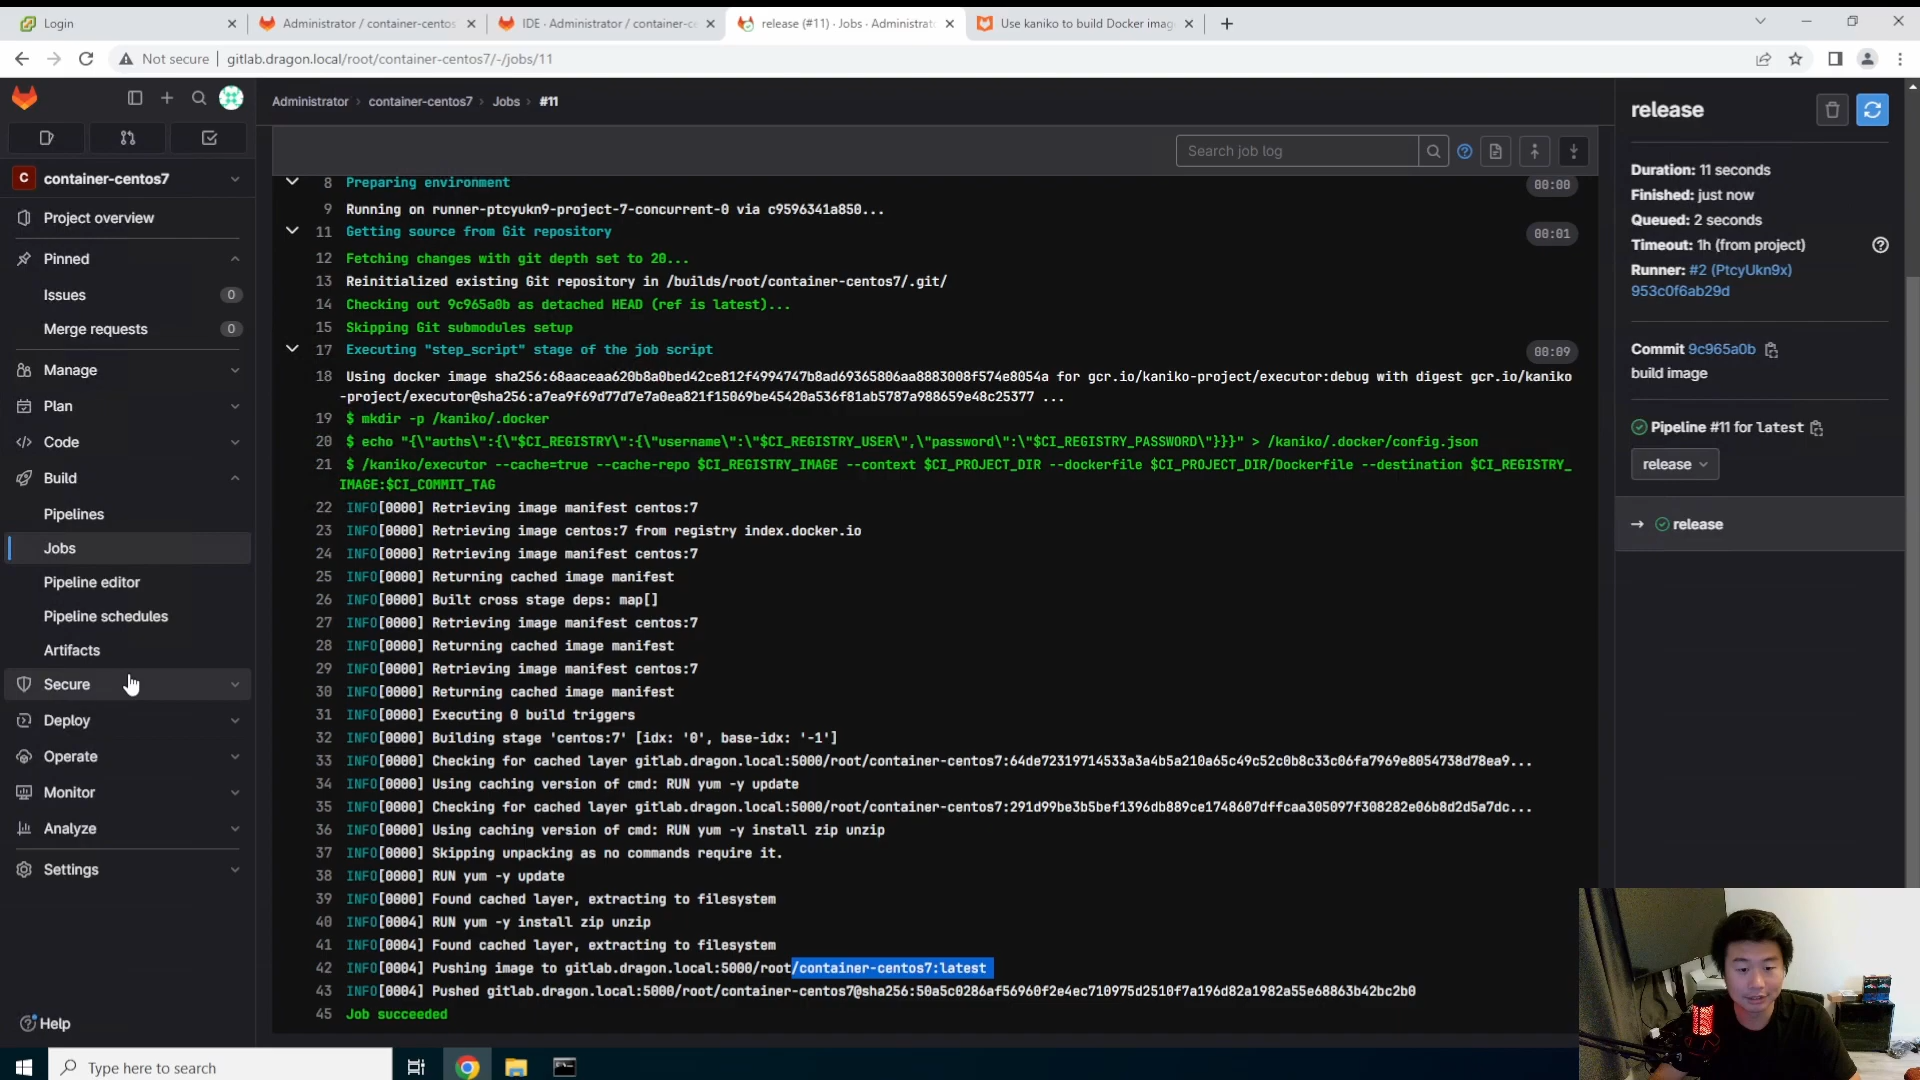 Login
Administrator / container-centos
IDE · Administrator / container-ce
release (#11) · Jobs · Administrat
Use kaniko to build Docker imag
Not secure
gitlab.dragon.local/root/container-centos7/-/jobs/11
Administrator › container-centos7 › Jobs › #11
Search job log
C container-centos7
Project overview
Pinned
Issues 0
Merge requests 0
Manage
Plan
Code
Build
Pipelines
Jobs
Pipeline editor
Pipeline schedules
Artifacts
Secure
Deploy
Operate
Monitor
Analyze
Settings
Help
8 Preparing environment 00:00
9 Running on runner-ptcyukn9-project-7-concurrent-0 via c9596341a850...
11 Getting source from Git repository 00:01
12 Fetching changes with git depth set to 20...
13 Reinitialized existing Git repository in /builds/root/container-centos7/.git/
14 Checking out 9c965a0b as detached HEAD (ref is latest)...
15 Skipping Git submodules setup
17 Executing "step_script" stage of the job script 00:09
18 Using docker image sha256:68aaceaa620b8a0bed42ce812f4994747b8ad69365806aa8883008f574e8054a for gcr.io/kaniko-project/executor:debug with digest gcr.io/kaniko
-project/executor@sha256:a7ea9f69d77d7e7a0ea821f15069be45420a536f81ab5787a988659e48c25377 ...
19 $ mkdir -p /kaniko/.docker
20 $ echo "{\"auths\":{\"$CI_REGISTRY\":{\"username\":\"$CI_REGISTRY_USER\",\"password\":\"$CI_REGISTRY_PASSWORD\"}}}" > /kaniko/.docker/config.json
21 $ /kaniko/executor --cache=true --cache-repo $CI_REGISTRY_IMAGE --context $CI_PROJECT_DIR --dockerfile $CI_PROJECT_DIR/Dockerfile --destination $CI_REGISTRY_
IMAGE:$CI_COMMIT_TAG
22 INFO[0000] Retrieving image manifest centos:7
23 INFO[0000] Retrieving image centos:7 from registry index.docker.io
24 INFO[0000] Retrieving image manifest centos:7
25 INFO[0000] Returning cached image manifest
26 INFO[0000] Built cross stage deps: map[]
27 INFO[0000] Retrieving image manifest centos:7
28 INFO[0000] Returning cached image manifest
29 INFO[0000] Retrieving image manifest centos:7
30 INFO[0000] Returning cached image manifest
31 INFO[0000] Executing 0 build triggers
32 INFO[0000] Building stage 'centos:7' [idx: '0', base-idx: '-1']
33 INFO[0000] Checking for cached layer gitlab.dragon.local:5000/root/container-centos7:64de72319714533a3a4b5a210a65c49c52c0b8c33c06fa7969e8054738d78ea9...
34 INFO[0000] Using caching version of cmd: RUN yum -y update
35 INFO[0000] Checking for cached layer gitlab.dragon.local:5000/root/container-centos7:291d99be3b5bef1396db889ce1748607dffcaa305097f308282e06b8d2d5a7dc...
36 INFO[0000] Using caching version of cmd: RUN yum -y install zip unzip
37 INFO[0000] Skipping unpacking as no commands require it.
38 INFO[0000] RUN yum -y update
39 INFO[0000] Found cached layer, extracting to filesystem
40 INFO[0004] RUN yum -y install zip unzip
41 INFO[0004] Found cached layer, extracting to filesystem
42 INFO[0004] Pushing image to gitlab.dragon.local:5000/root/container-centos7:latest
43 INFO[0004] Pushed gitlab.dragon.local:5000/root/container-centos7@sha256:50a5c0286af56960f2e4ec710975d2510f7a196d82a1982a55e68863b42bc2b0
45 Job succeeded
release
Duration: 11 seconds
Finished: just now
Queued: 2 seconds
Timeout: 1h (from project)
Runner: #2 (PtcyUkn9x)
953c0f6ab29d
Commit 9c965a0b
build image
Pipeline #11 for latest
release
→ release
Type here to search